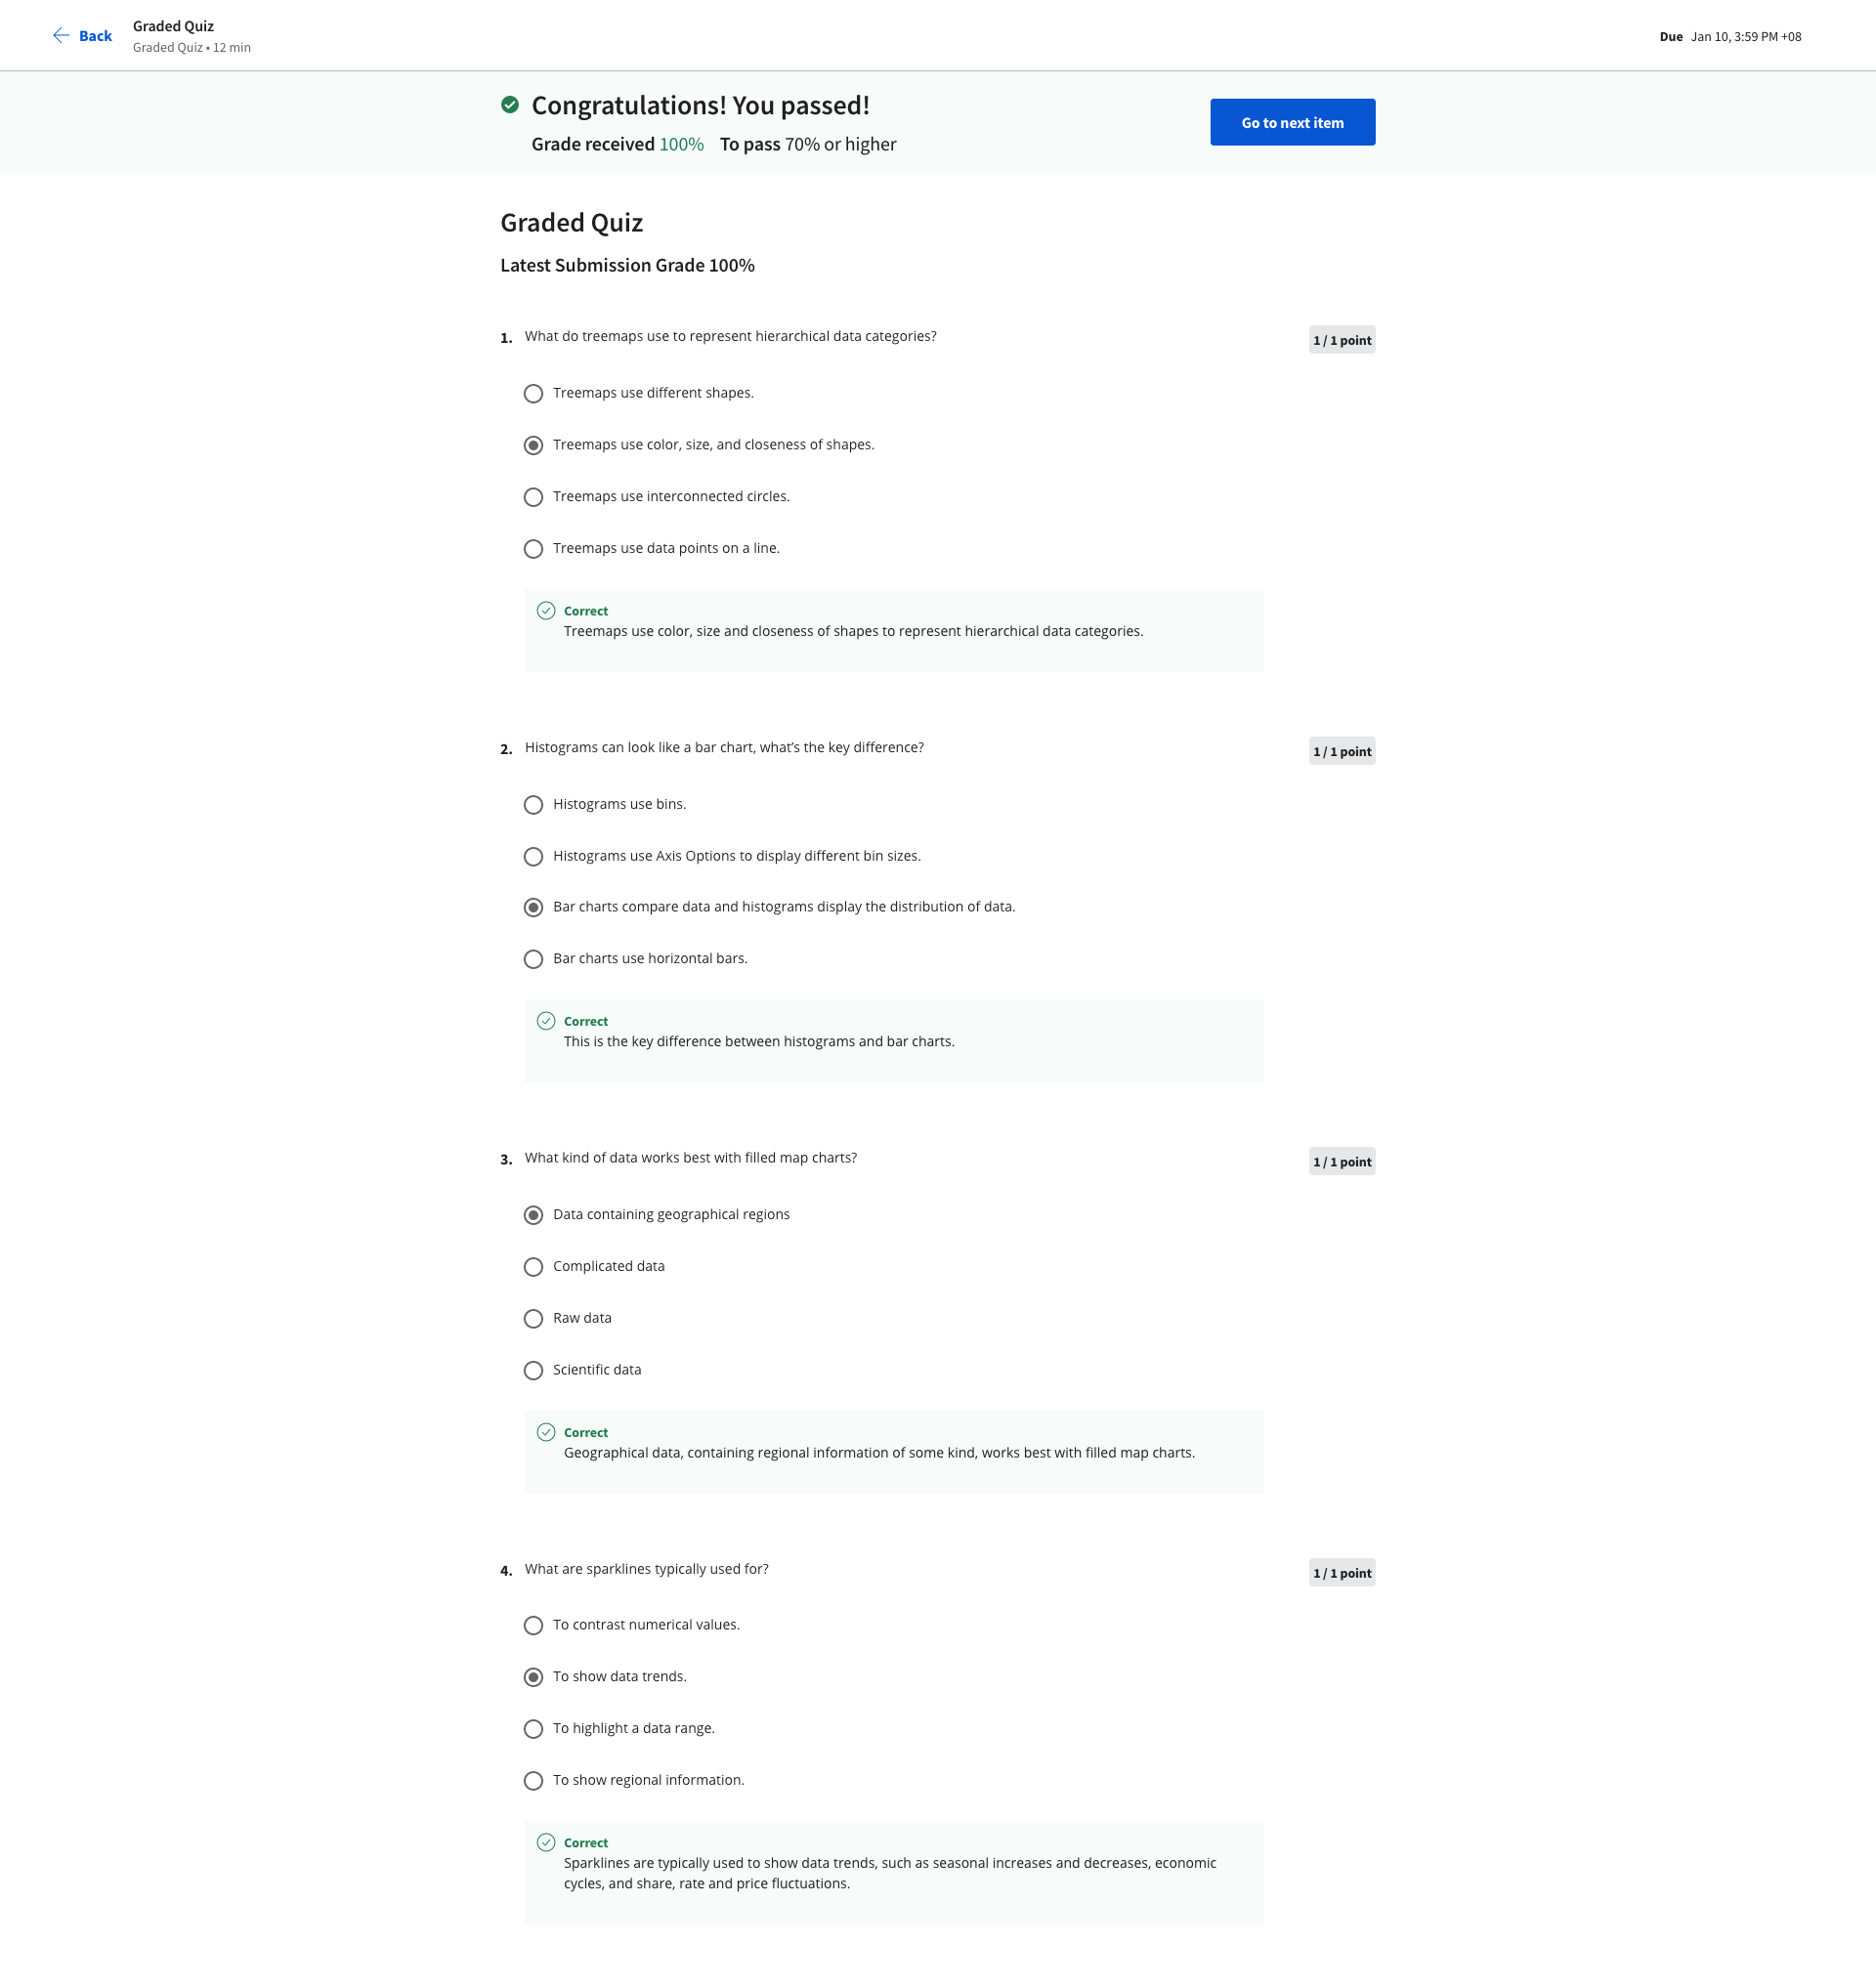 Back
Graded Quiz
Graded Quiz • 12 min
Due Jan 10, 3:59 PM +08
Congratulations! You passed!
Grade received 100% To pass 70% or higher
Go to next item
Graded Quiz
Latest Submission Grade 100%
1. What do treemaps use to represent hierarchical data categories?
1 / 1 point
Treemaps use different shapes.
Treemaps use color, size, and closeness of shapes.
Treemaps use interconnected circles.
Treemaps use data points on a line.
Correct
Treemaps use color, size and closeness of shapes to represent hierarchical data categories.
2. Histograms can look like a bar chart, what’s the key difference?
1 / 1 point
Histograms use bins.
Histograms use Axis Options to display different bin sizes.
Bar charts compare data and histograms display the distribution of data.
Bar charts use horizontal bars.
Correct
This is the key difference between histograms and bar charts.
3. What kind of data works best with filled map charts?
1 / 1 point
Data containing geographical regions
Complicated data
Raw data
Scientific data
Correct
Geographical data, containing regional information of some kind, works best with filled map charts.
4. What are sparklines typically used for?
1 / 1 point
To contrast numerical values.
To show data trends.
To highlight a data range.
To show regional information.
Correct
Sparklines are typically used to show data trends, such as seasonal increases and decreases, economic
cycles, and share, rate and price fluctuations.